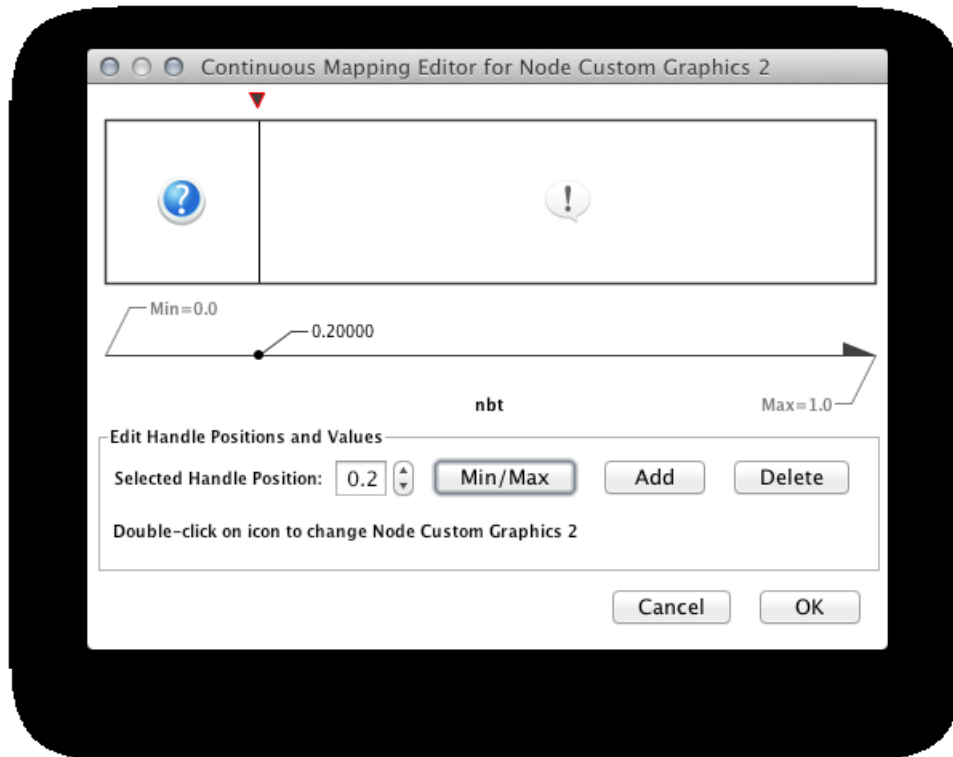 Continuous Mapping Editor for Node Custom Graphics 2
?
!
Min=0.0
0.20000
nbt
Max=1.0
Edit Handle Positions and Values
Selected Handle Position: 0.2 Min/Max Add Delete
Double-click on icon to change Node Custom Graphics 2
Cancel OK